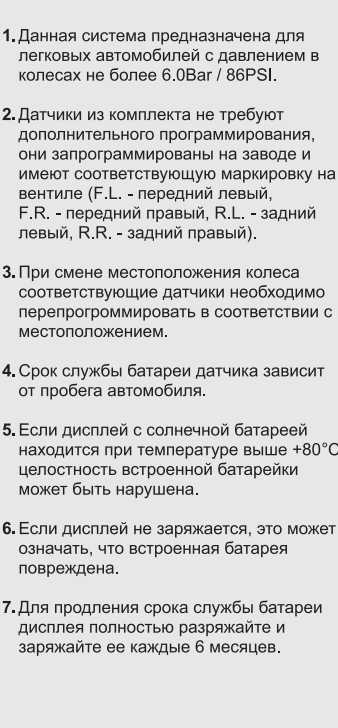 1. Данная система предназначена для
легковых автомобилей с давлением в
колесах не более 6.0Bar / 86PSI.
2. Датчики из комплекта не требуют
дополнительного программирования,
они запрограммированы на заводе и
имеют соответствующую маркировку на
вентиле (F.L. - передний левый,
F.R. - передний правый, R.L. - задний
левый, R.R. - задний правый).
3. При смене местоположения колеса
соответствующие датчики необходимо
перепрогроммировать в соответствии с
местоположением.
4. Срок службы батареи датчика зависит
от пробега автомобиля.
5. Если дисплей с солнечной батареей
находится при температуре выше +80°C
целостность встроенной батарейки
может быть нарушена.
6. Если дисплей не заряжается, это может
означать, что встроенная батарея
повреждена.
7. Для продления срока службы батареи
дисплея полностью разряжайте и
заряжайте ее каждые 6 месяцев.